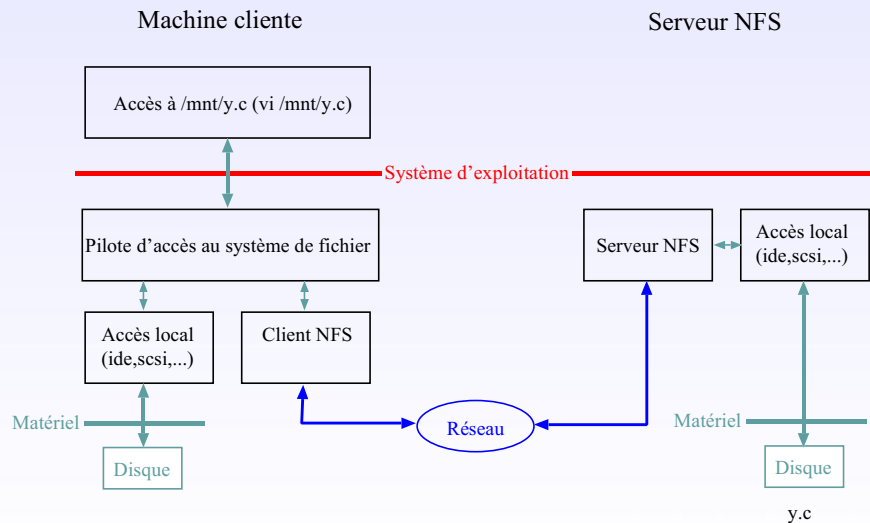 Machine cliente
Serveur NFS
Accès à /mnt/y.c (vi /mnt/y.c)
Système d’exploitation
Pilote d’accès au système de fichier
Serveur NFS
Accès local
(ide,scsi,...)
Accès local
(ide,scsi,...)
Client NFS
Matériel
Réseau
Matériel
Disque
Disque
y.c